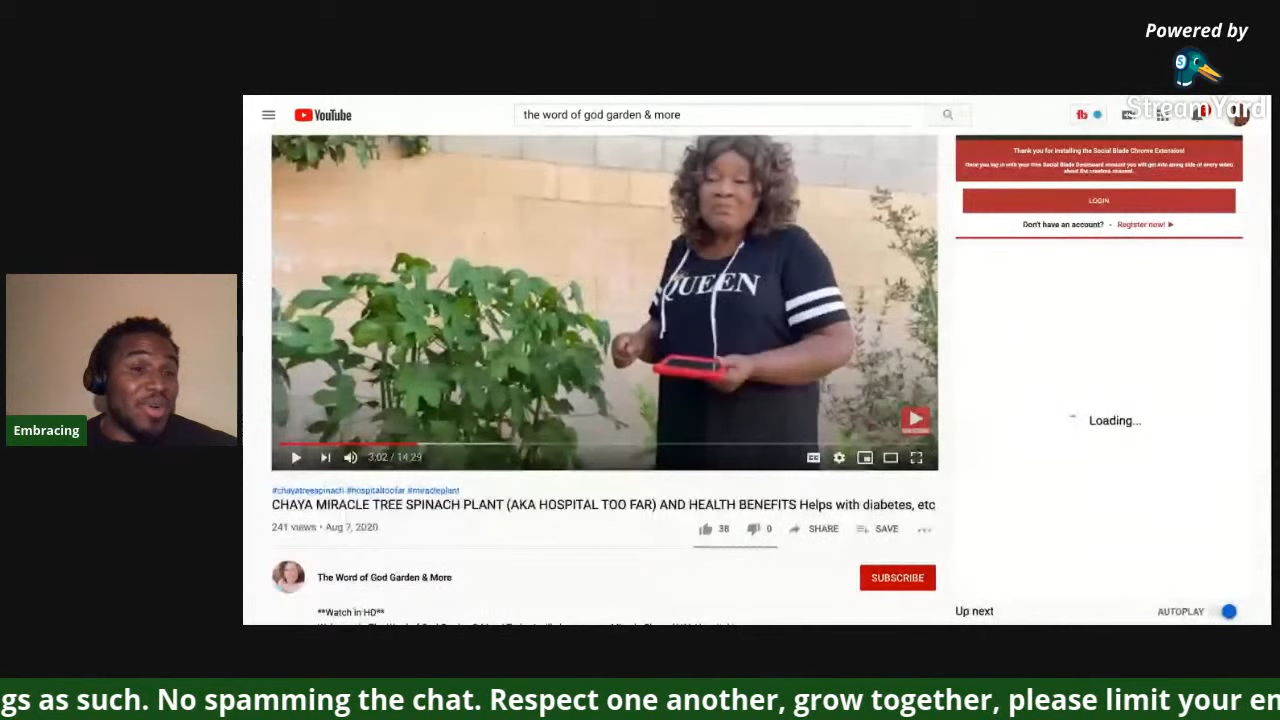 Powered by
StreamYard
YouTube
the word of god garden & more
fb
Thank you for installing the Social Blade Chrome Extension!
LOGIN
Don't have an account? - Register now! ▶
QUEEN
Loading...
3:02 / 14:29
#chayatreespinach #hospitaltoofar #miracleplant
CHAYA MIRACLE TREE SPINACH PLANT (AKA HOSPITAL TOO FAR) AND HEALTH BENEFITS Helps with diabetes, etc
241 views • Aug 7, 2020
38
0
SHARE
SAVE
The Word of God Garden & More
SUBSCRIBE
**Watch in HD**
Up next
AUTOPLAY
Embracing
gs as such. No spamming the chat. Respect one another, grow together, please limit your en